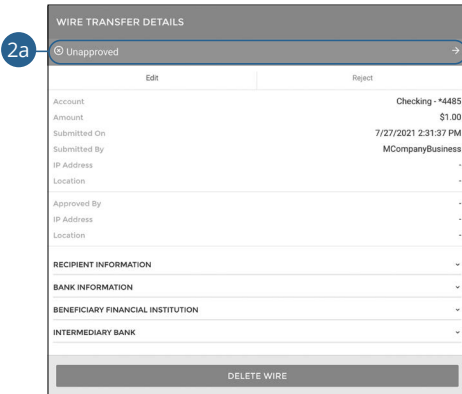 WIRE TRANSFER DETAILS
2a
Unapproved
Edit Reject
Account Checking - *4485
Amount $1.00
Submitted On 7/27/2021 2:31:37 PM
Submitted By MCompanyBusiness
IP Address -
Location -
Approved By -
IP Address -
Location -
RECIPIENT INFORMATION
BANK INFORMATION
BENEFICIARY FINANCIAL INSTITUTION
INTERMEDIARY BANK
DELETE WIRE